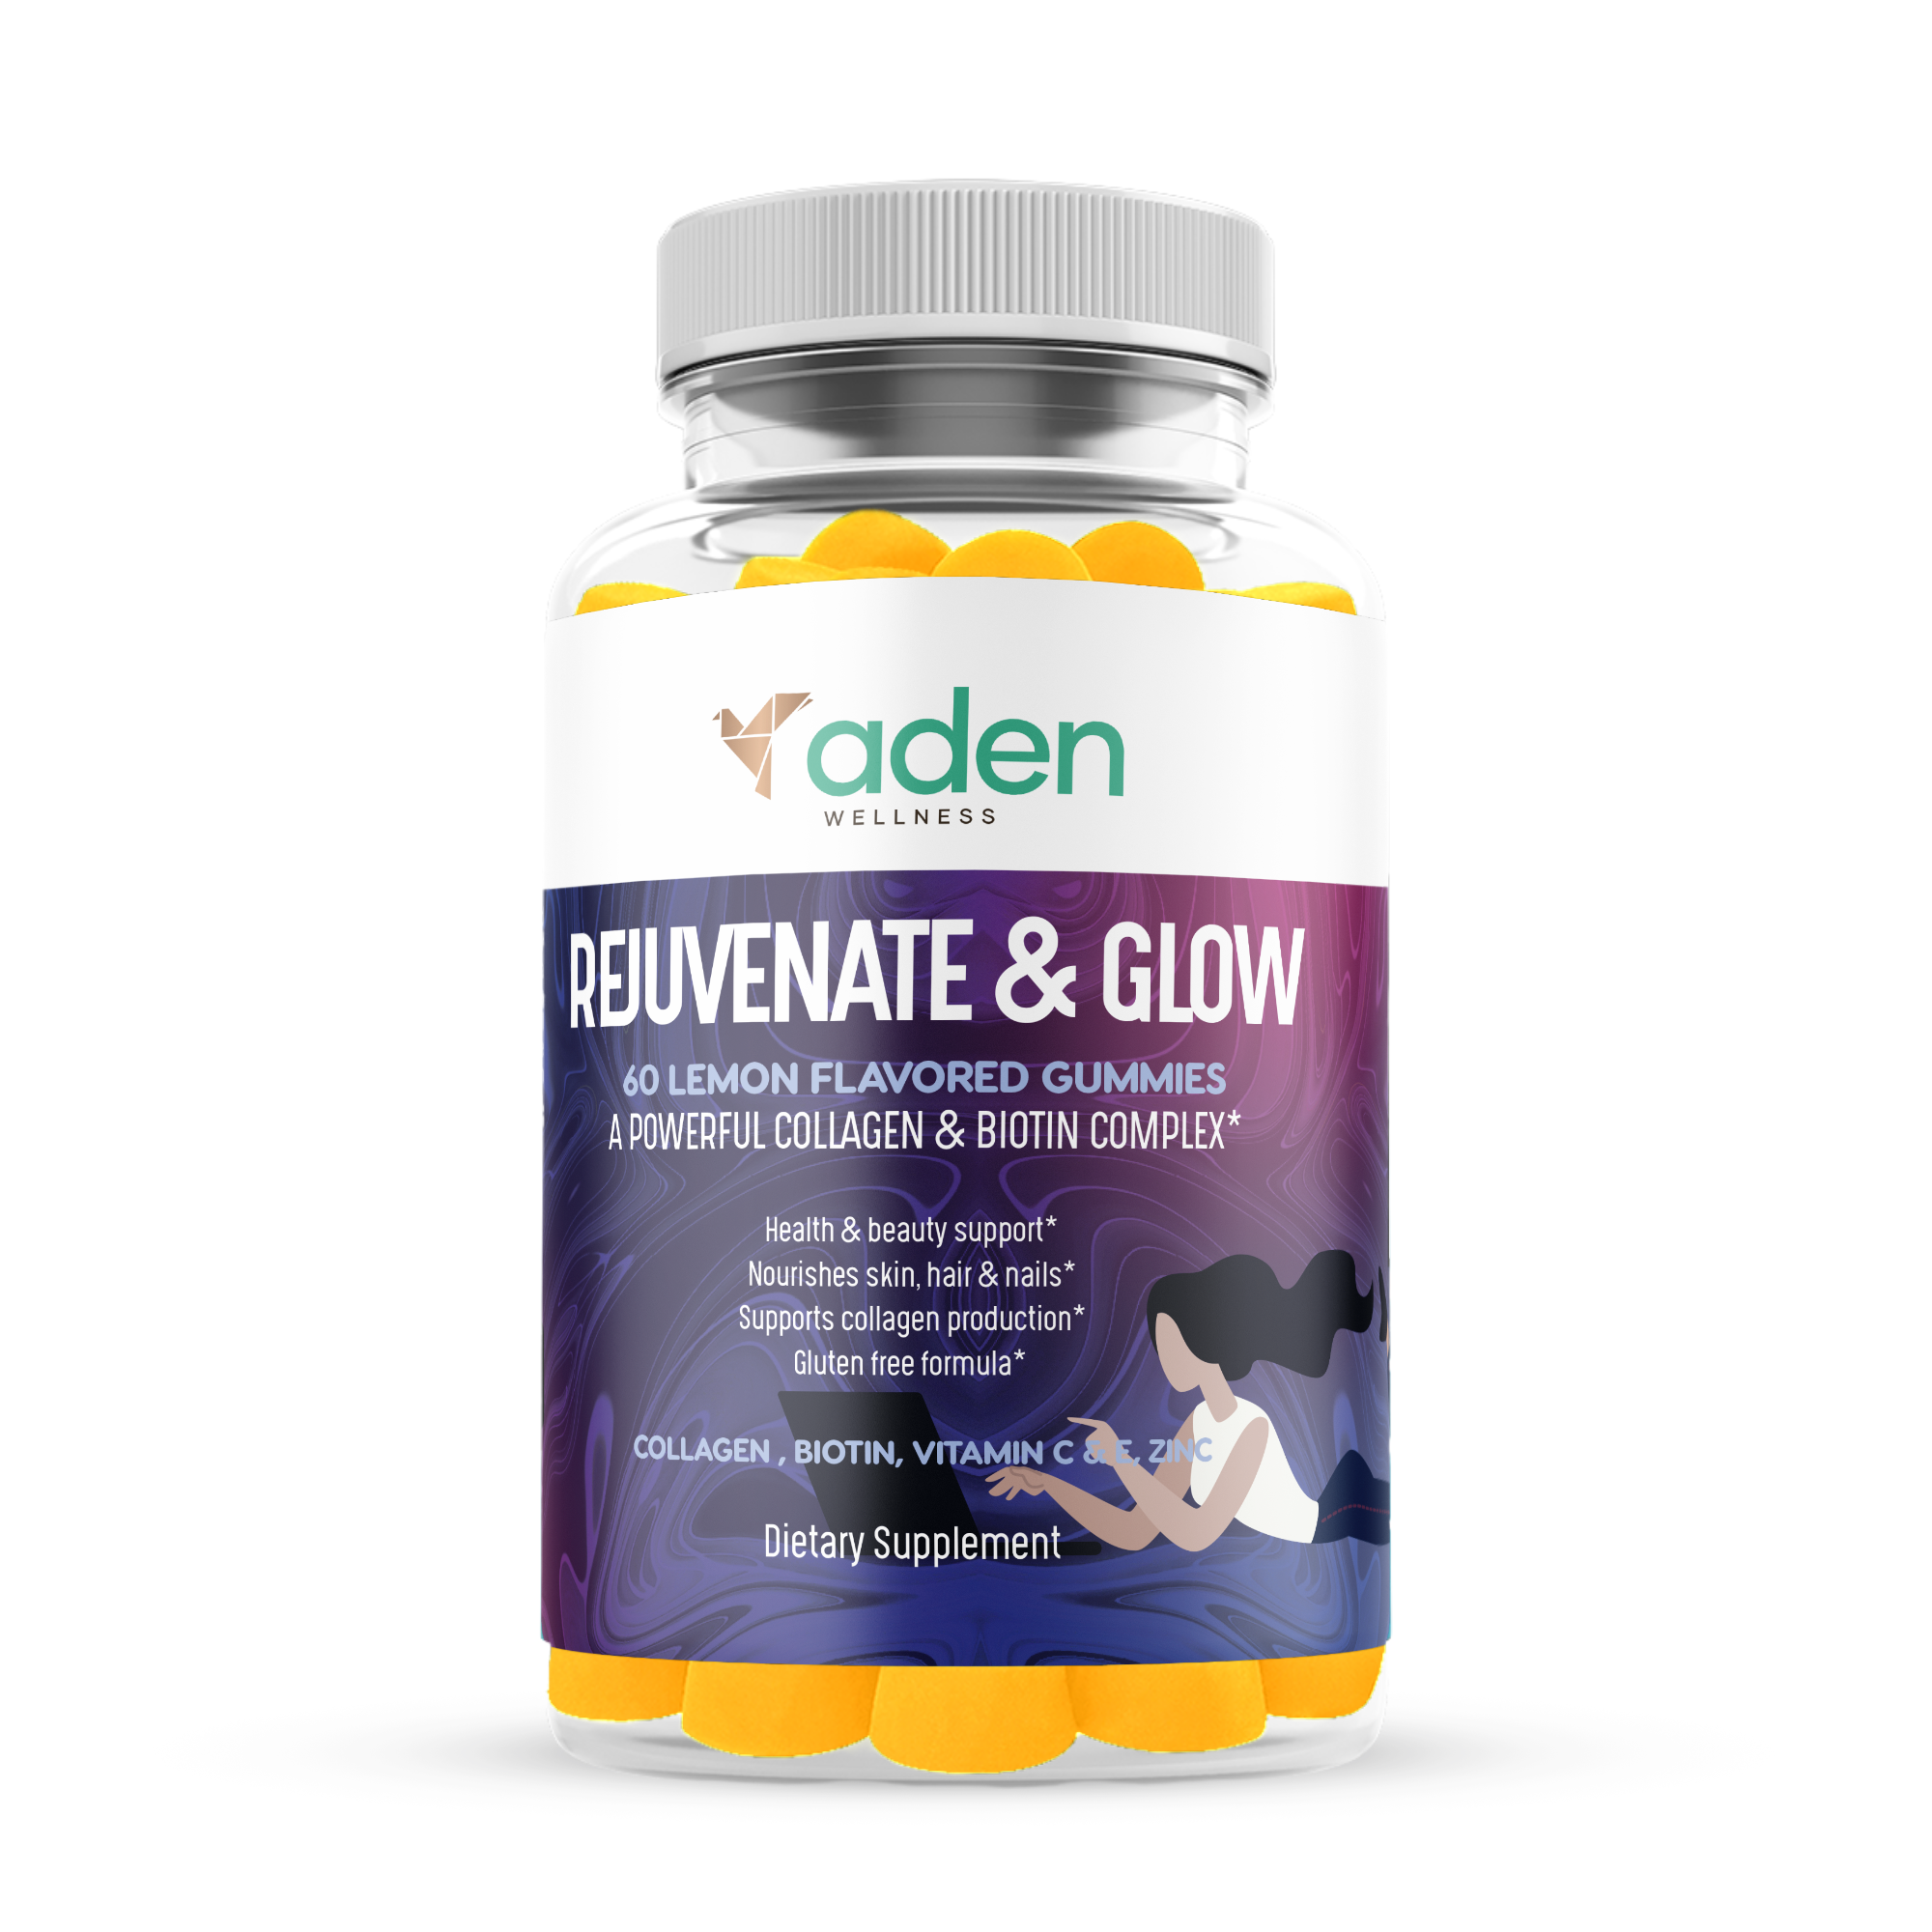 aden
WELLNESS
REJUVENATE & GLOW
60 LEMON FLAVORED GUMMIES
A POWERFUL COLLAGEN & BIOTIN COMPLEX*
Health & beauty support*
Nourishes skin, hair & nails*
Supports collagen production*
Gluten free formula*
COLLAGEN , BIOTIN, VITAMIN C & E, ZINC
Dietary Supplement